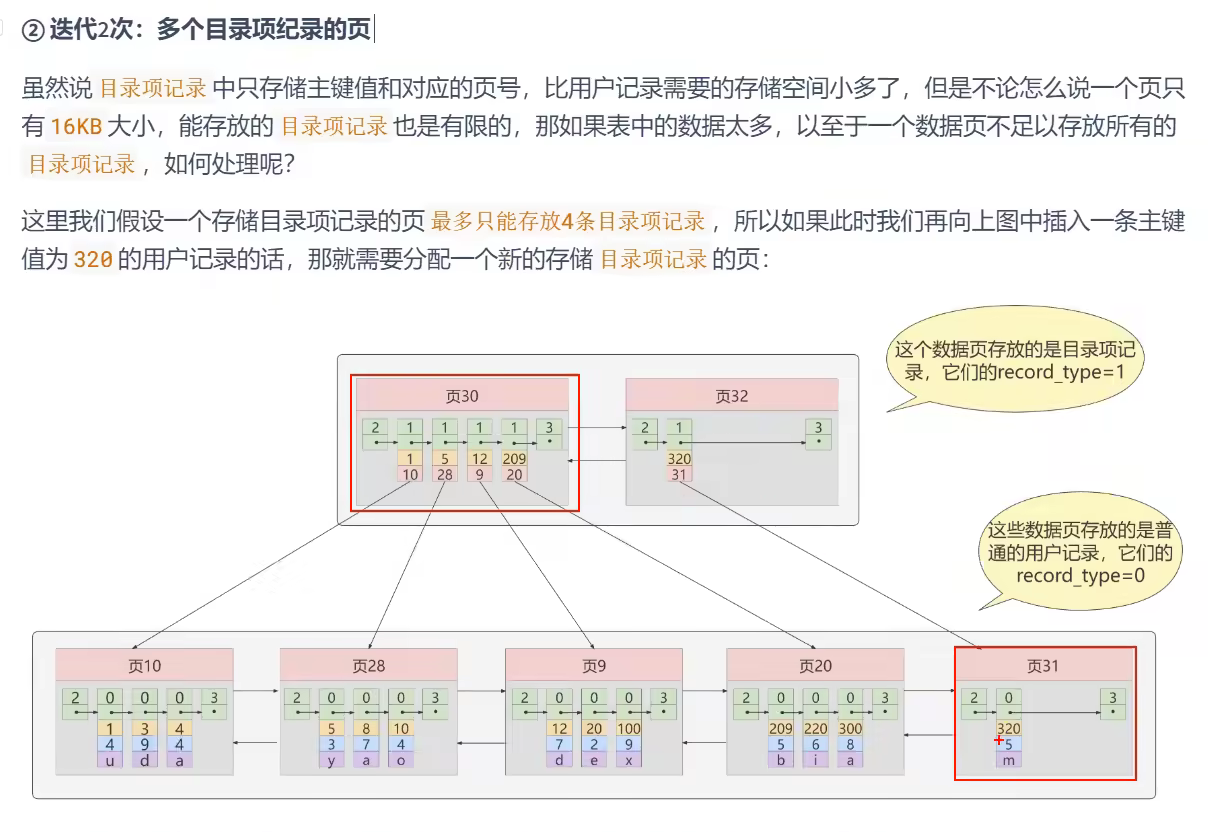 ② 迭代2次：多个目录项纪录的页
虽然说 目录项记录 中只存储主键值和对应的页号，比用户记录需要的存储空间小多了，但是不论怎么说一个页只
有 16KB 大小，能存放的 目录项记录 也是有限的，那如果表中的数据太多，以至于一个数据页不足以存放所有的
目录项记录 ，如何处理呢？
这里我们假设一个存储目录项记录的页 最多只能存放4条目录项记录 ，所以如果此时我们再向上图中插入一条主键
值为 320 的用户记录的话，那就需要分配一个新的存储 目录项记录 的页：
这个数据页存放的是目录项记
录，它们的record_type=1
页30
2 1 1 1 1 3
1 5 12 209
10 28 9 20
页32
2 1 3
320
31
这些数据页存放的是普
通的用户记录，它们的
record_type=0
页10
2 0 0 0 3
1 3 4
4 9 4
u d a
页28
2 0 0 0 3
5 8 10
3 7 4
y a o
页9
2 0 0 0 3
12 20 100
7 2 9
d e x
页20
2 0 0 0 3
209 220 300
5 6 8
b i a
页31
2 0 3
320
5
m